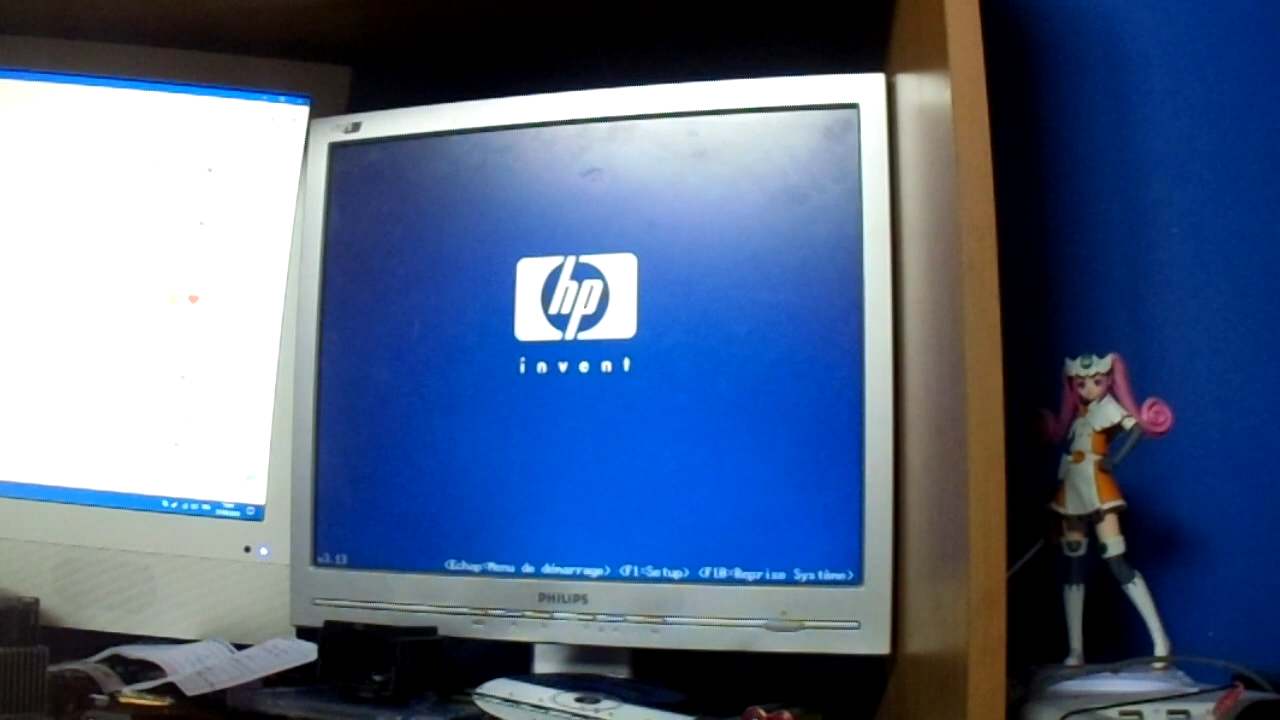 hp
invent
v3.13
<Echap=Menu de démarrage> <F1=Setup> <F10=Reprise Système>
PHILIPS